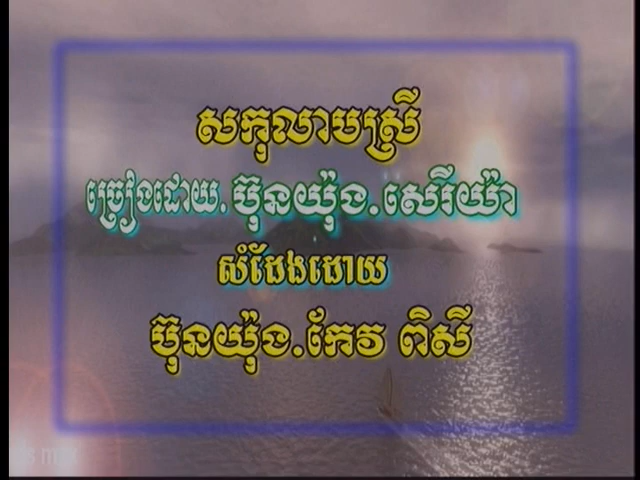 សកុលាបស្រី
ច្រៀងដោយ.ប៊ុនយ៉ុង.សេរីយ៉ា
សំដែងដោយ
ប៊ុនយ៉ុង.កែវ ពិសី